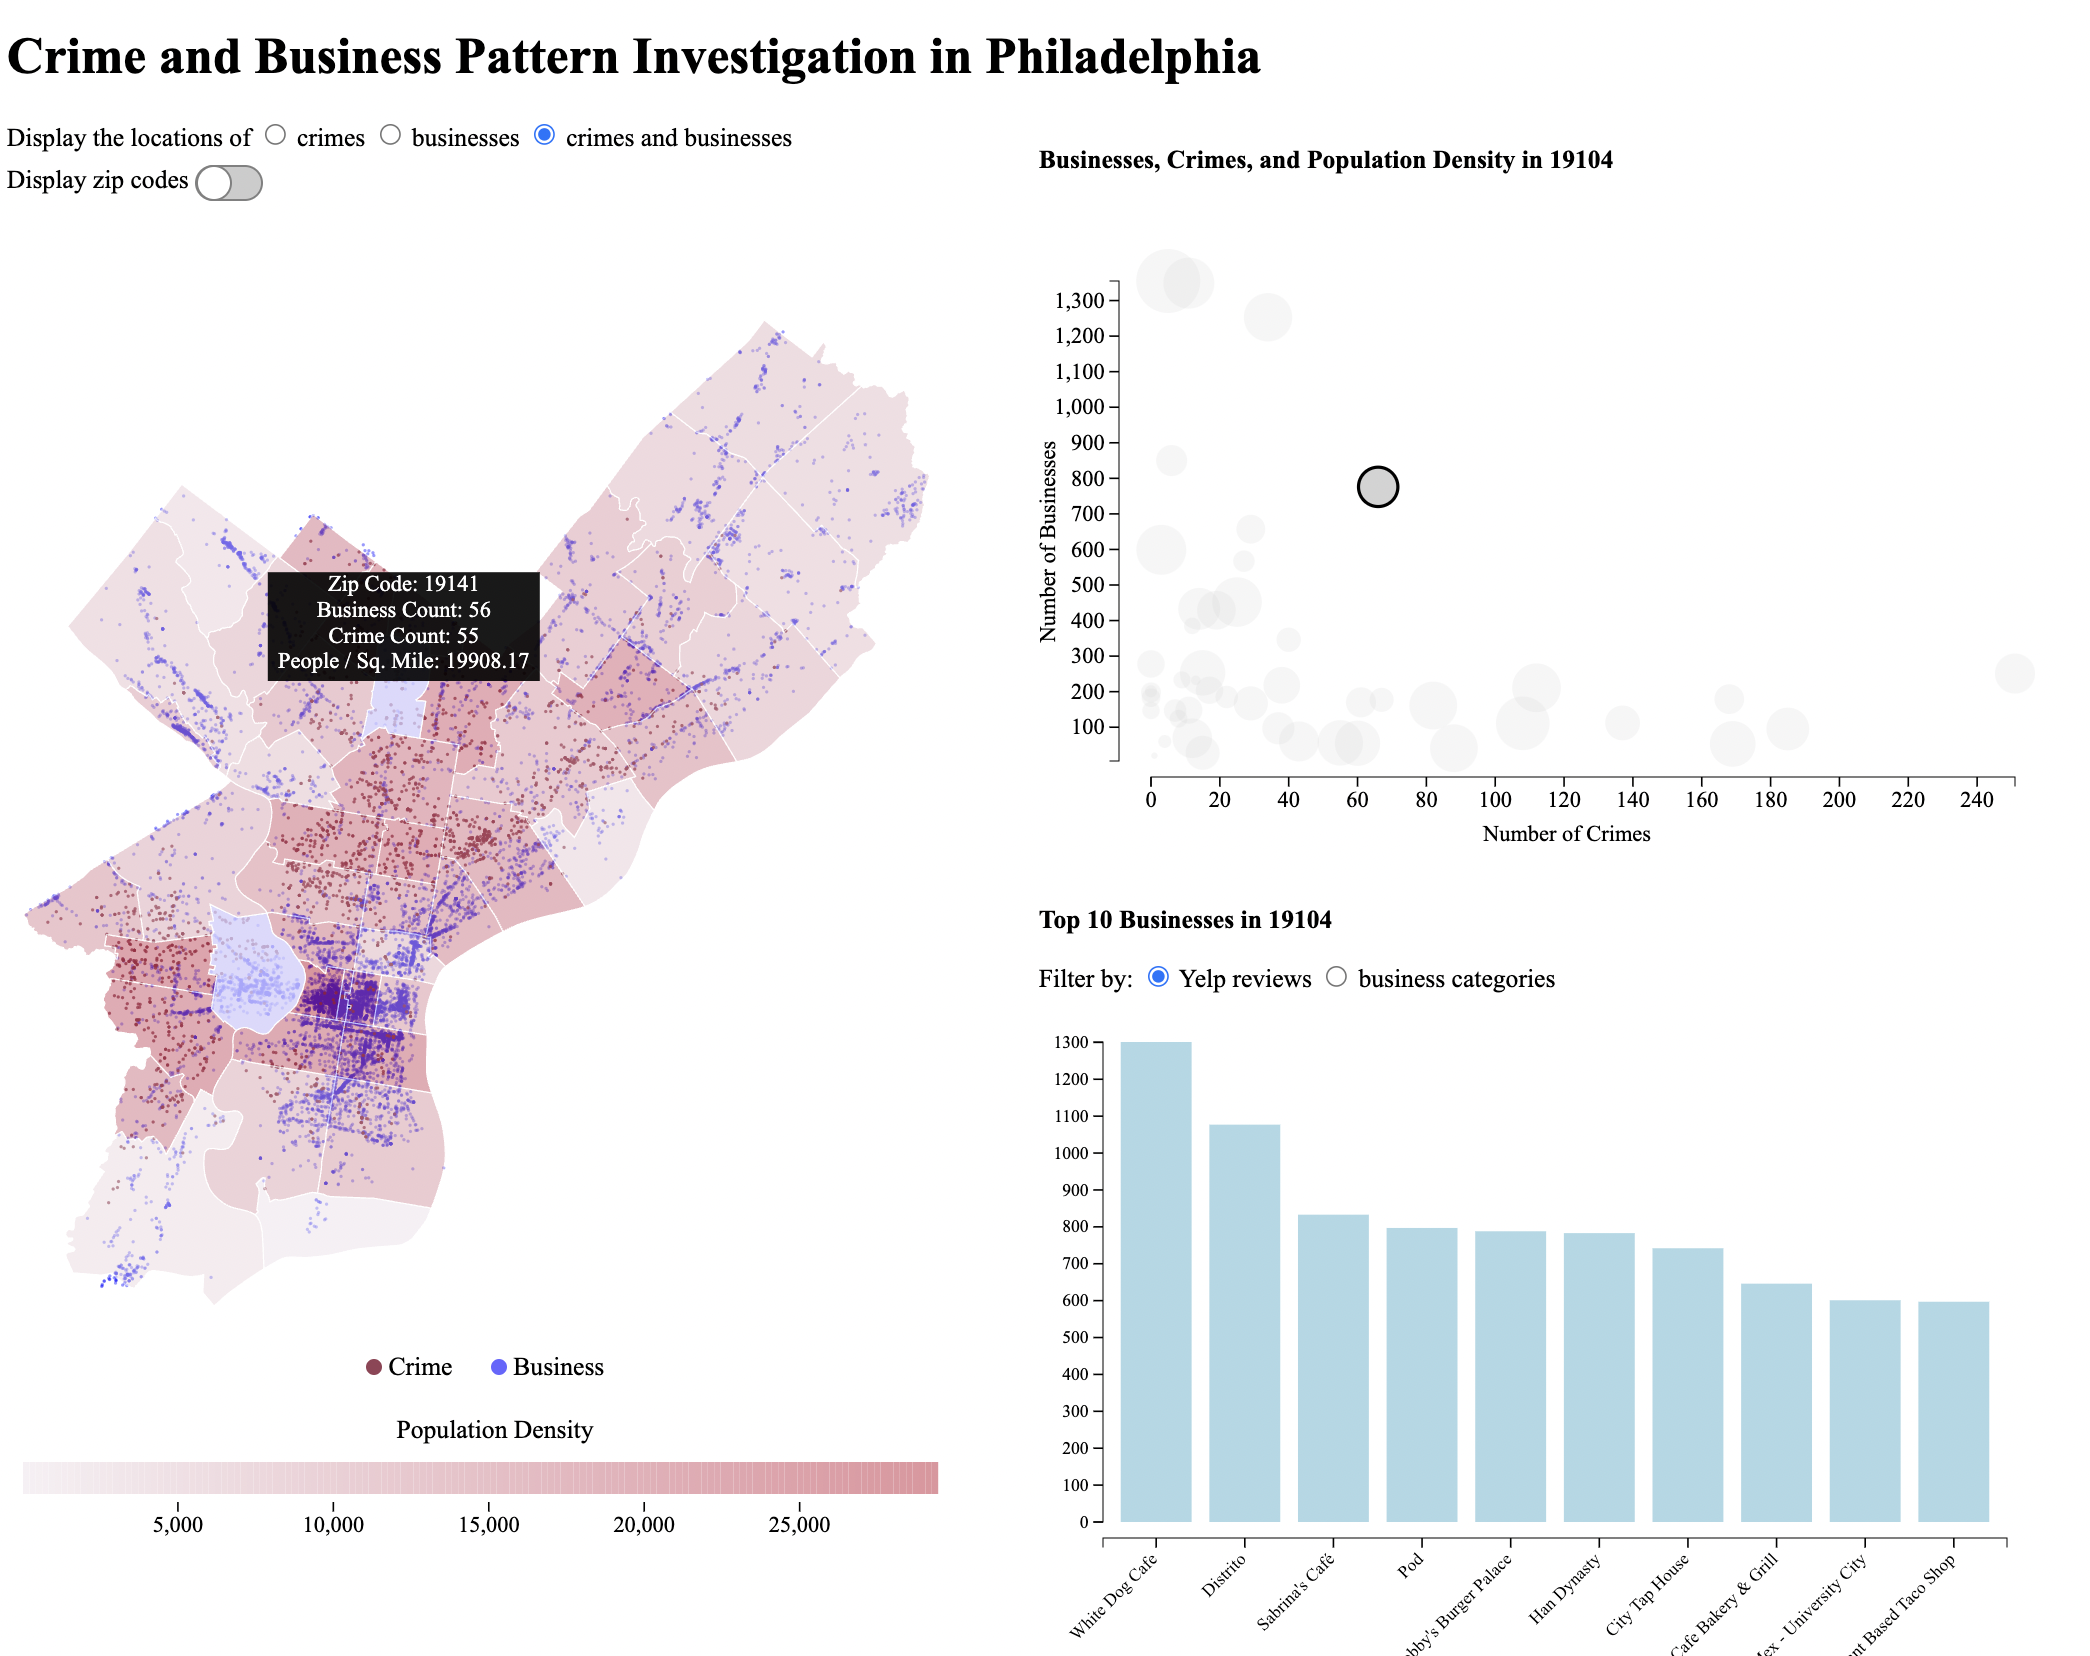 Crime and Business Pattern Investigation in Philadelphia
Display the locations of crimes businesses crimes and businesses
Display zip codes
Zip Code: 19141
Business Count: 56
Crime Count: 55
People / Sq. Mile: 19908.17
Crime Business
Population Density
5,000 10,000 15,000 20,000 25,000
Businesses, Crimes, and Population Density in 19104
Number of Businesses
1,300
1,200
1,100
1,000
900
800
700
600
500
400
300
200
100
0 20 40 60 80 100 120 140 160 180 200 220 240
Number of Crimes
Top 10 Businesses in 19104
Filter by: Yelp reviews business categories
1300
1200
1100
1000
900
800
700
600
500
400
300
200
100
0
White Dog Cafe
Distrito
Sabrina's Café
Pod
Burger Palace
Han Dynasty
City Tap House
Cafe Bakery & Grill
- University City
Based Taco Shop